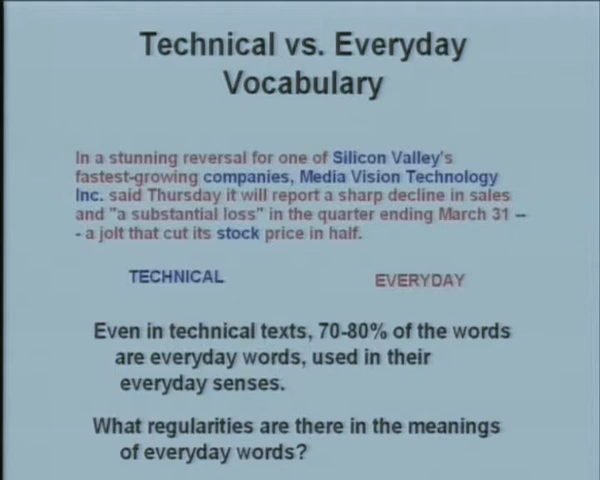 Technical vs. Everyday
Vocabulary
In a stunning reversal for one of Silicon Valley's
fastest-growing companies, Media Vision Technology
Inc. said Thursday it will report a sharp decline in sales
and "a substantial loss" in the quarter ending March 31 --
- a jolt that cut its stock price in half.
TECHNICAL
EVERYDAY
Even in technical texts, 70-80% of the words
are everyday words, used in their
everyday senses.
What regularities are there in the meanings
of everyday words?